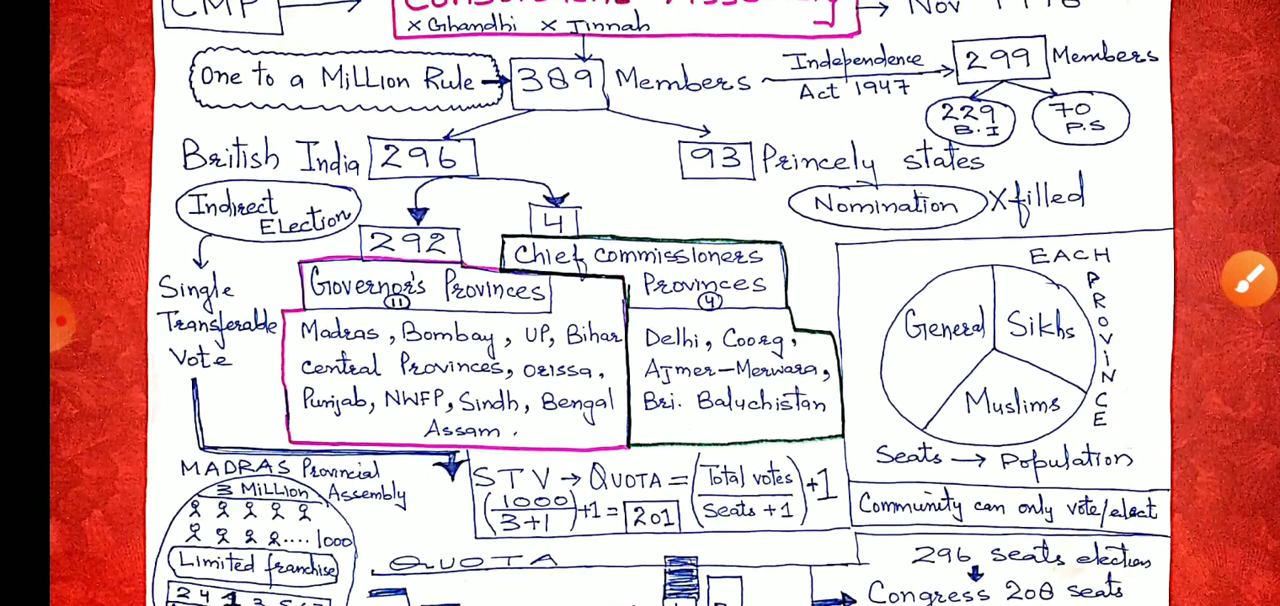 CMP
Constituent Assembly → Nov 1946
× Ghandhi × Jinnah
One to a Million Rule
389 Members
Independence
Act 1947
299 Members
229
B.I
70
P.S
British India 296
93 Princely states
Indirect
Election
Nomination × filled
292
4
Chief commissioners
Provinces
(4)
Governor's Provinces
(11)
Single
Transferable
Vote
Madras, Bombay, UP, Bihar
central Provinces, Orissa,
Punjab, NWFP, Sindh, Bengal
Assam.
Delhi, Coorg,
Ajmer-Merwara,
Bri. Baluchistan
EACH
PROVINCE
General
Sikhs
Muslims
Seats → Population
Community can only vote/elect
MADRAS Provincial
Assembly
3 Million
.... 1000
Limited franchise
STV → Quota = (Total votes / Seats + 1) + 1
(1000 / 3+1) + 1 = 201
QUOTA
296 seats election
Congress 208 seats